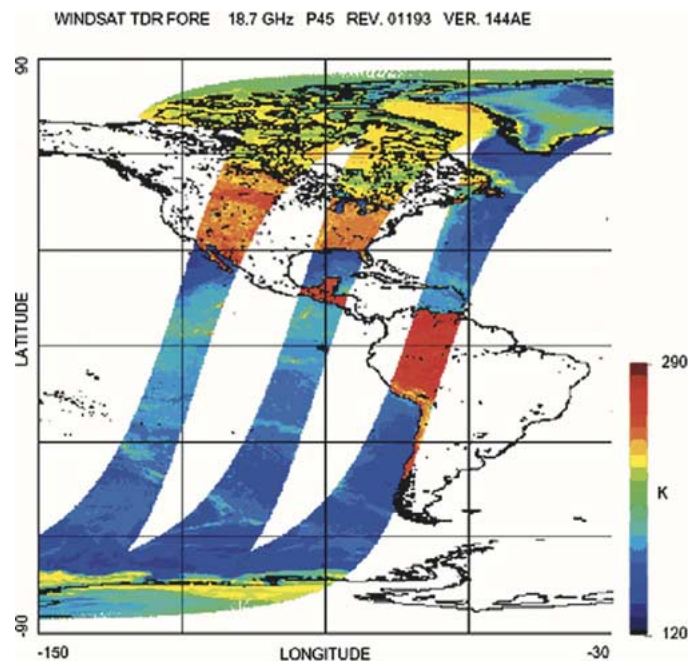 WINDSAT TDR FORE 18.7 GHz P45 REV. 01193 VER. 144AE
90
LATITUDE
-90
-150
LONGITUDE
-30
290
K
120